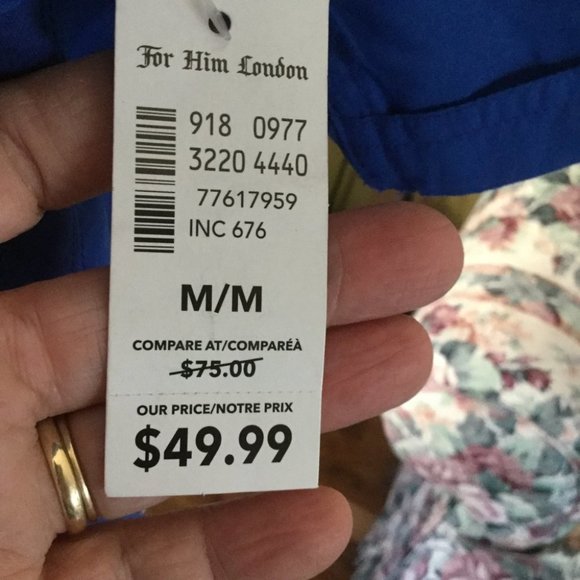 For Him London
918 0977
3220 4440
77617959
INC 676
M/M
COMPARE AT/COMPARÉÀ
$75.00
OUR PRICE/NOTRE PRIX
$49.99